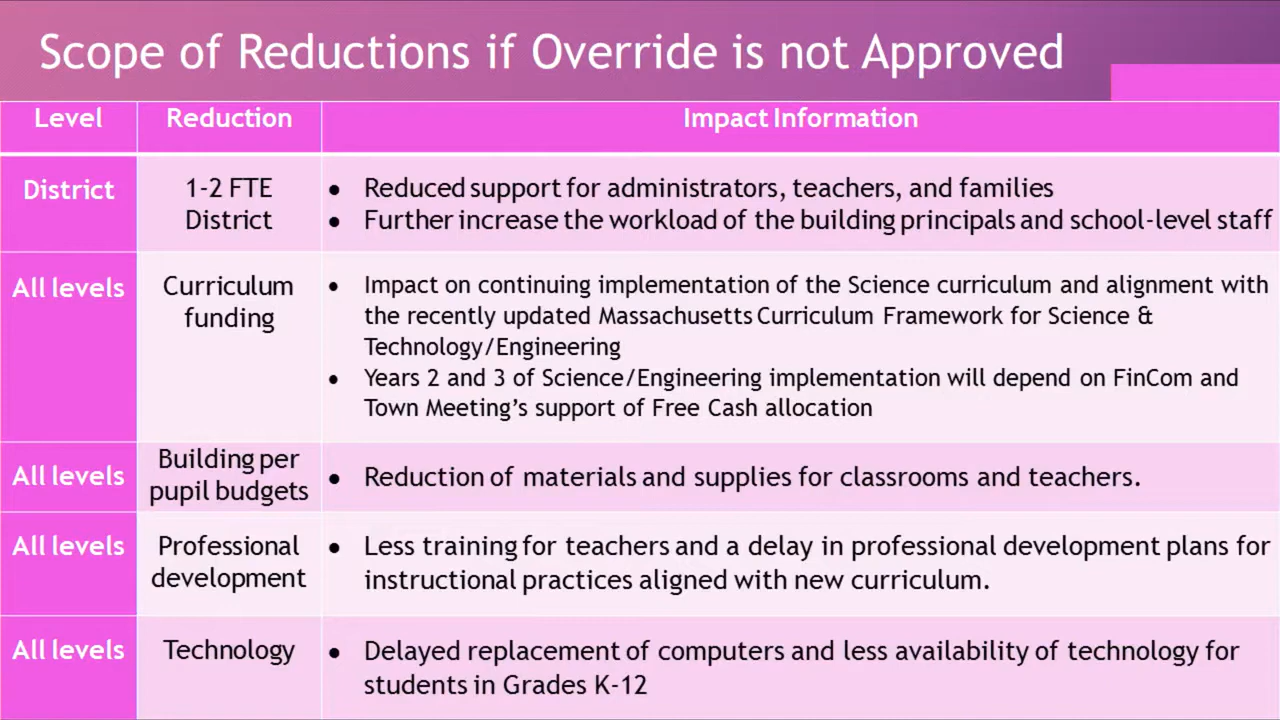 Scope of Reductions if Override is not Approved
Level Reduction Impact Information
District
1-2 FTE
District
● Reduced support for administrators, teachers, and families
● Further increase the workload of the building principals and school-level staff
All levels
Curriculum
funding
● Impact on continuing implementation of the Science curriculum and alignment with
the recently updated Massachusetts Curriculum Framework for Science &
Technology/Engineering
● Years 2 and 3 of Science/Engineering implementation will depend on FinCom and
Town Meeting’s support of Free Cash allocation
All levels
Building per
pupil budgets
● Reduction of materials and supplies for classrooms and teachers.
All levels
Professional
development
● Less training for teachers and a delay in professional development plans for
instructional practices aligned with new curriculum.
All levels
Technology
● Delayed replacement of computers and less availability of technology for
students in Grades K-12